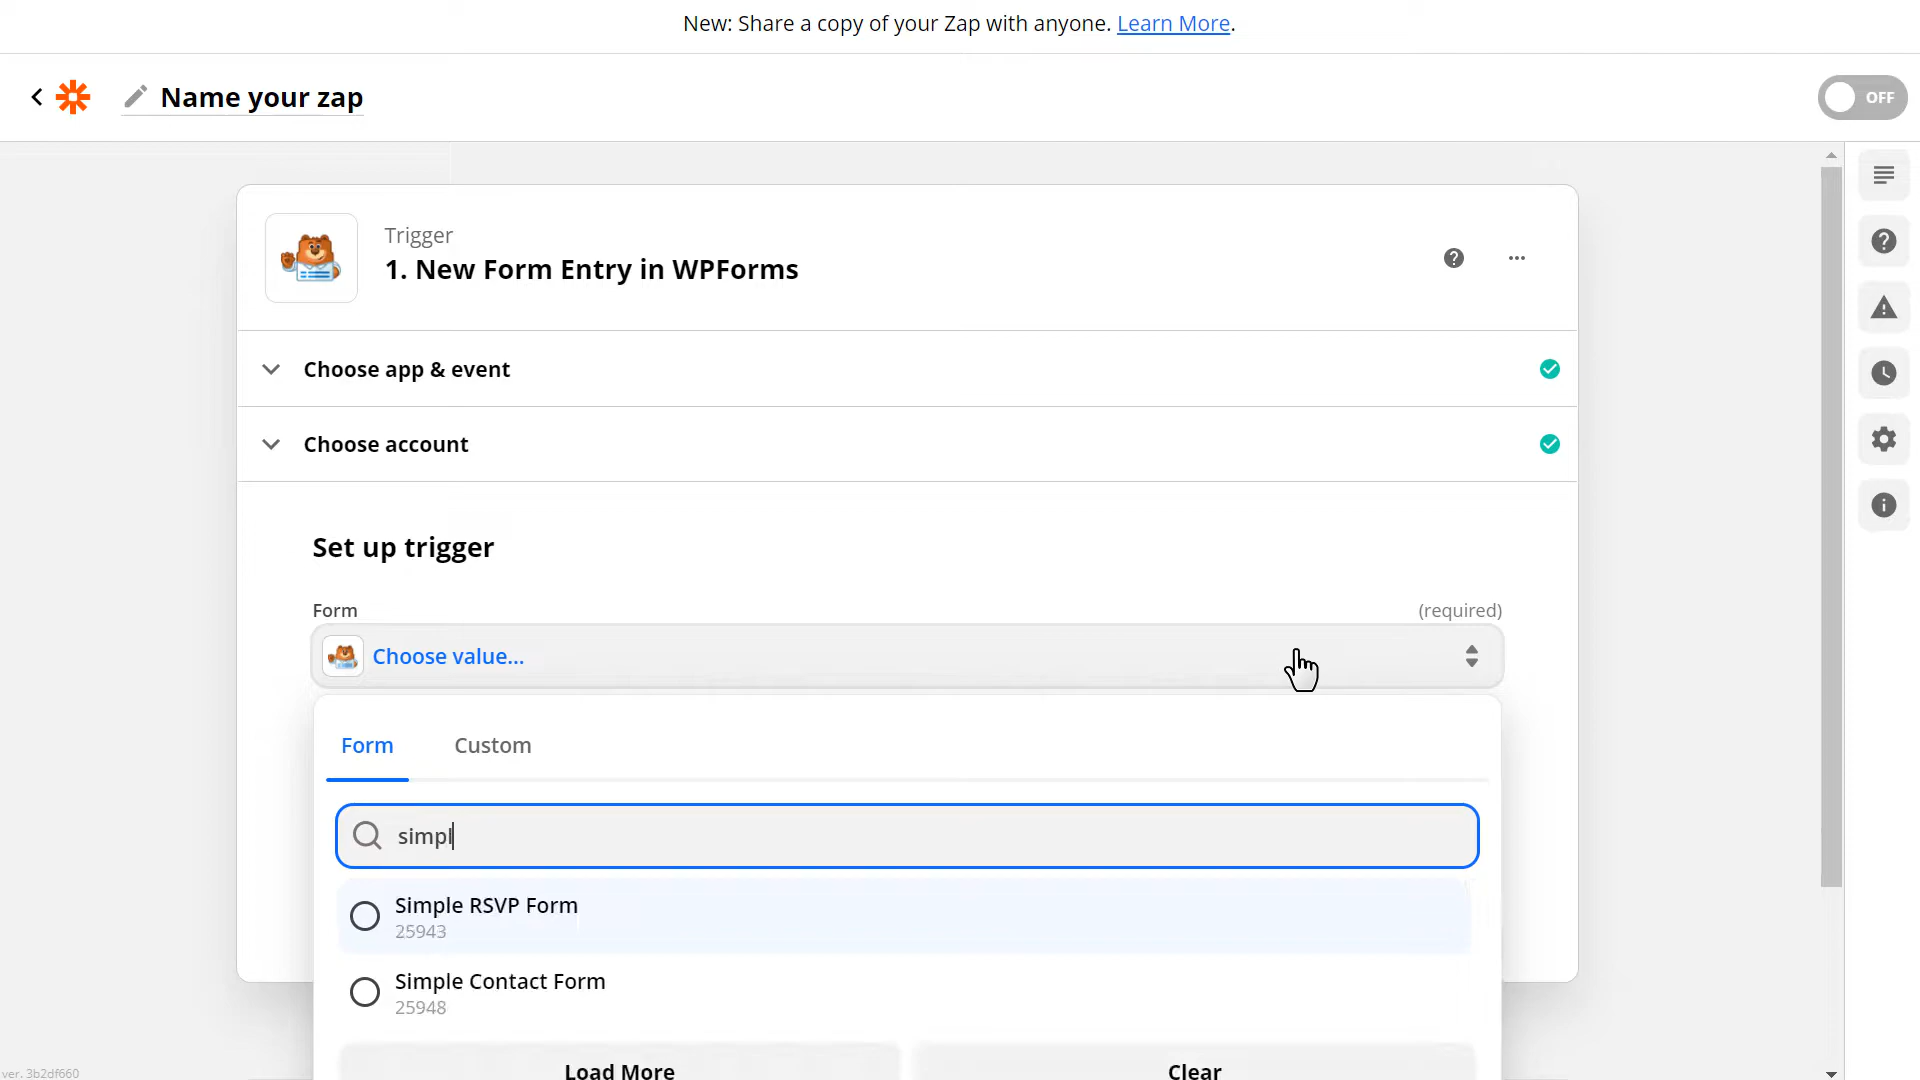 New: Share a copy of your Zap with anyone. Learn More.
Name your zap
OFF
Trigger
1. New Form Entry in WPForms
Choose app & event
Choose account
Set up trigger
Form
(required)
Choose value...
Form
Custom
simpl
Simple RSVP Form
25943
Simple Contact Form
25948
Load More
Clear
ver. 3b2df660